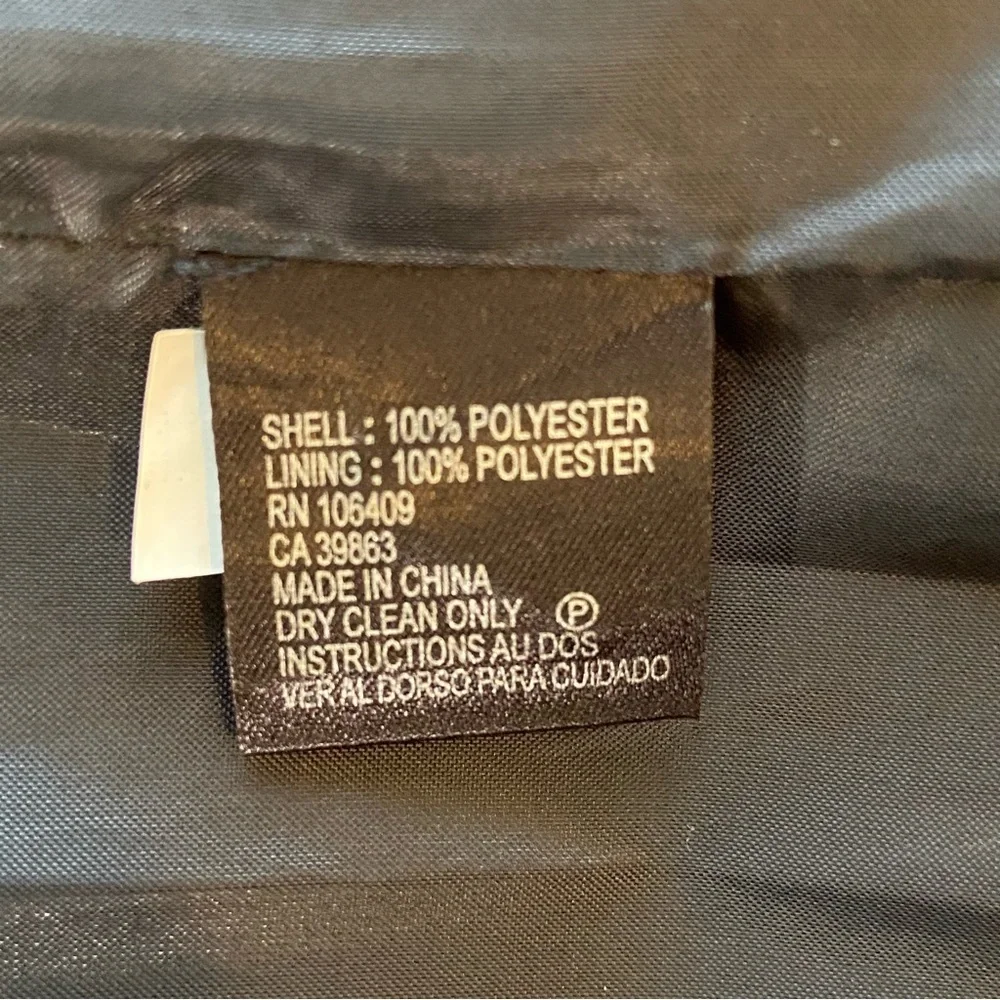 SHELL : 100% POLYESTER
LINING : 100% POLYESTER
RN 106409
CA 39863
MADE IN CHINA
DRY CLEAN ONLY Ⓟ
INSTRUCTIONS AU DOS
VER AL DORSO PARA CUIDADO